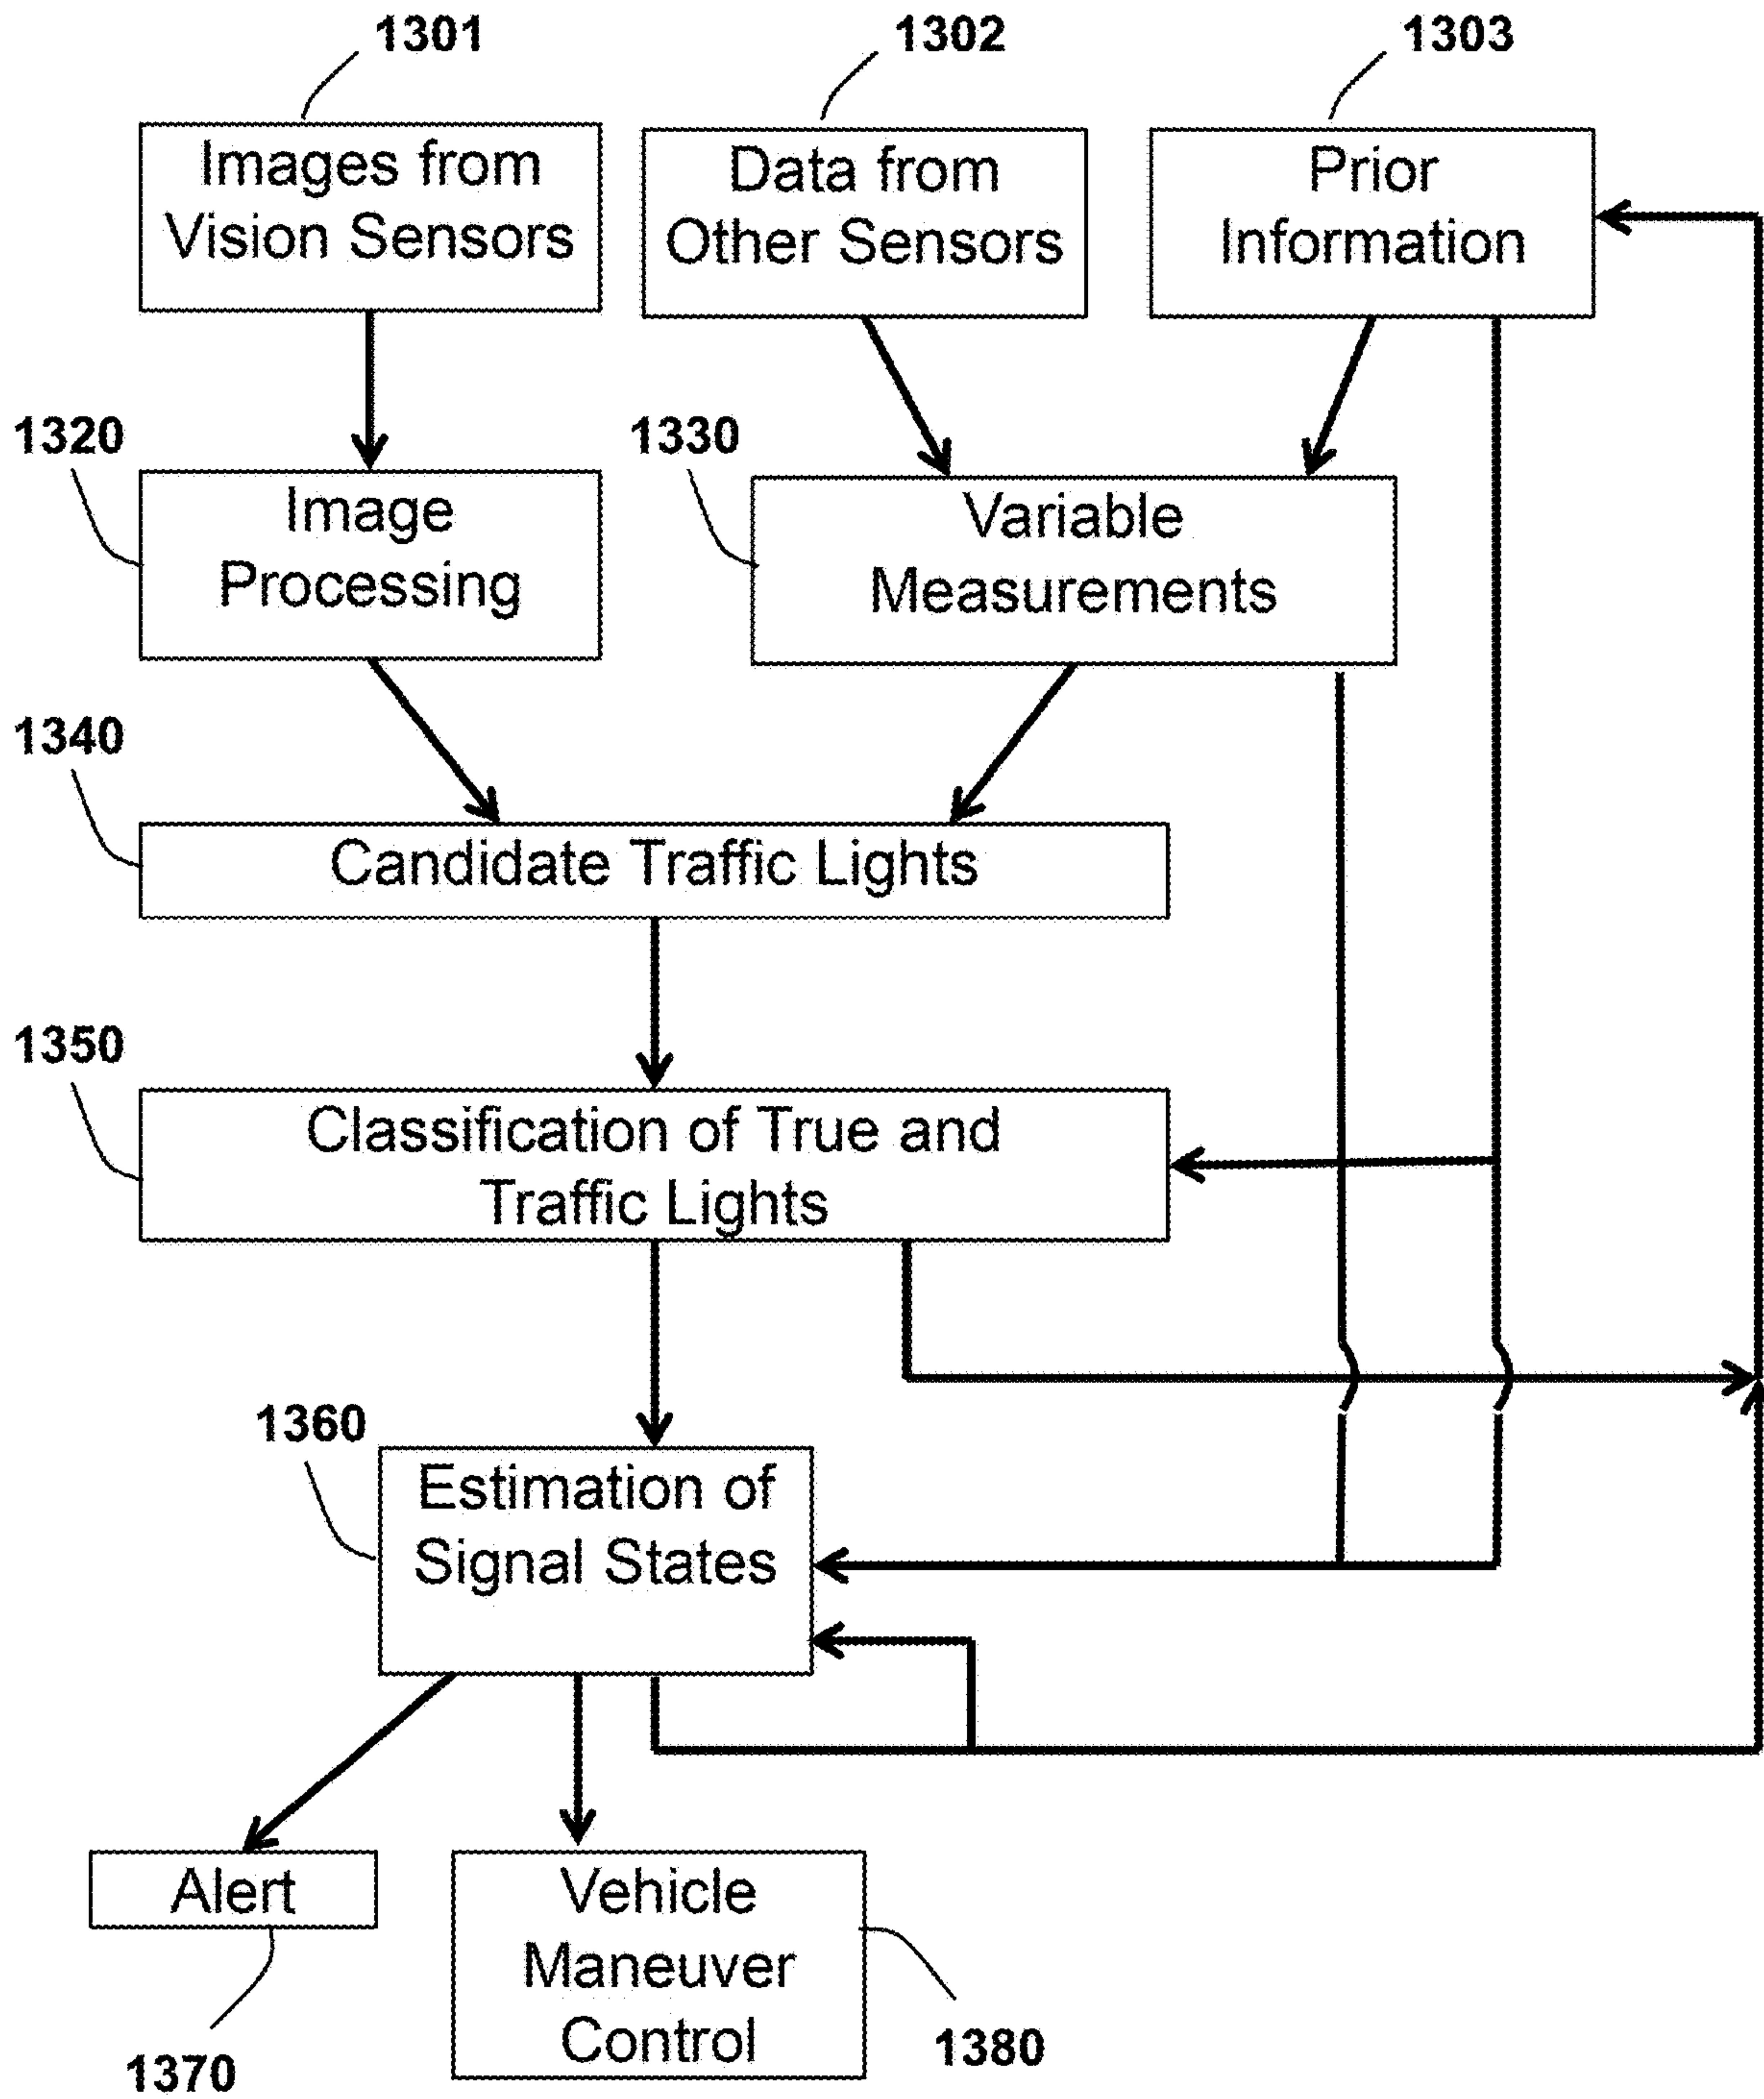 1301
1302
1303
Images from
Vision Sensors
Data from
Other Sensors
Prior
Information
1320
1330
Image
Processing
Variable
Measurements
1340
Candidate Traffic Lights
1350
Classification of True and
Traffic Lights
1360
Estimation of
Signal States
Alert
Vehicle
Maneuver
Control
1370
1380